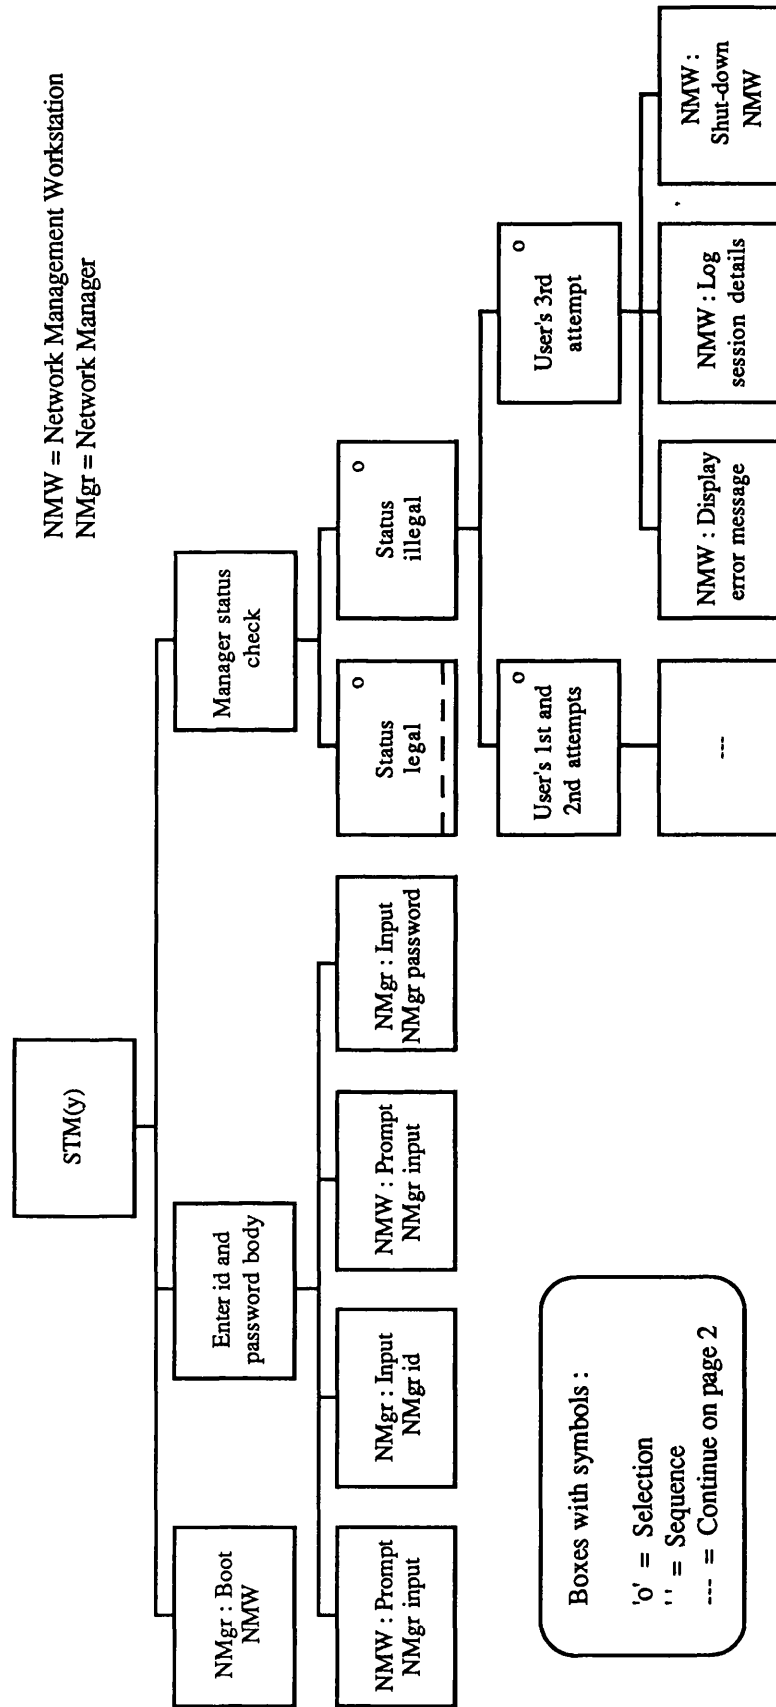 NMW = Network Management Workstation
NMgr = Network Manager
STM(y)
NMgr : Boot
NMW
Enter id and
password body
Manager status
check
NMW : Prompt
NMgr input
NMgr : Input
NMgr id
NMW : Prompt
NMgr input
NMgr : Input
NMgr password
Status
legal
o
Status
illegal
o
User's 1st and
2nd attempts
o
User's 3rd
attempt
o
---
NMW : Display
error message
NMW : Log
session details
NMW :
Shut-down
NMW
Boxes with symbols :
'o' = Selection
' ' = Sequence
--- = Continue on page 2